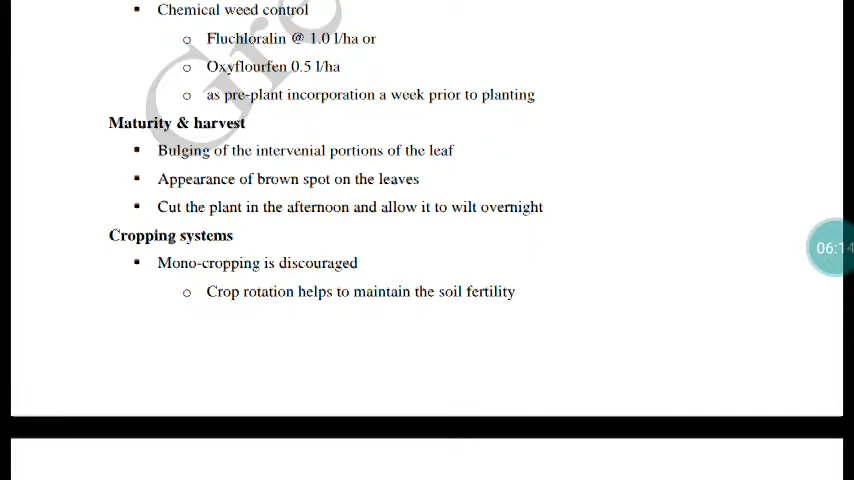 ▪ Chemical weed control
o Fluchloralin @ 1.0 l/ha or
o Oxyflourfen 0.5 l/ha
o as pre-plant incorporation a week prior to planting
Maturity & harvest
▪ Bulging of the intervenial portions of the leaf
▪ Appearance of brown spot on the leaves
▪ Cut the plant in the afternoon and allow it to wilt overnight
Cropping systems
▪ Mono-cropping is discouraged
06:14
o Crop rotation helps to maintain the soil fertility
Gre